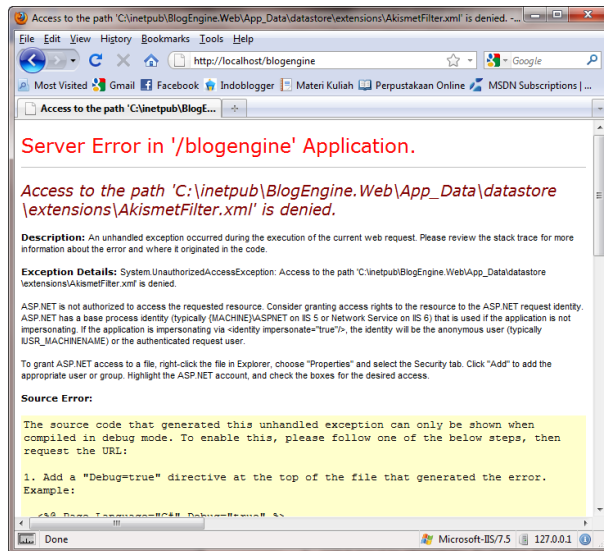 Access to the path 'C:\inetpub\BlogEngine.Web\App_Data\datastore\extensions\AkismetFilter.xml' is denied. -...
File Edit View History Bookmarks Tools Help
http://localhost/blogengine
Google
Most Visited Gmail Facebook Indoblogger Materi Kuliah Perpustakaan Online MSDN Subscriptions | ...
Access to the path 'C:\inetpub\BlogE...
Server Error in '/blogengine' Application.
Access to the path 'C:\inetpub\BlogEngine.Web\App_Data\datastore
\extensions\AkismetFilter.xml' is denied.
Description: An unhandled exception occurred during the execution of the current web request. Please review the stack trace for more
information about the error and where it originated in the code.
Exception Details: System.UnauthorizedAccessException: Access to the path 'C:\inetpub\BlogEngine.Web\App_Data\datastore
\extensions\AkismetFilter.xml' is denied.
ASP.NET is not authorized to access the requested resource. Consider granting access rights to the resource to the ASP.NET request identity.
ASP.NET has a base process identity (typically {MACHINE}\ASPNET on IIS 5 or Network Service on IIS 6) that is used if the application is not
impersonating. If the application is impersonating via <identity impersonate="true"/>, the identity will be the anonymous user (typically
IUSR_MACHINENAME) or the authenticated request user.
To grant ASP.NET access to a file, right-click the file in Explorer, choose "Properties" and select the Security tab. Click "Add" to add the
appropriate user or group. Highlight the ASP.NET account, and check the boxes for the desired access.
Source Error:
The source code that generated this unhandled exception can only be shown when
compiled in debug mode. To enable this, please follow one of the below steps, then
request the URL:
1. Add a "Debug=true" directive at the top of the file that generated the error.
Example:
<%@ Page Language="C#" Debug="true" %>
Done
Microsoft-IIS/7.5
127.0.0.1